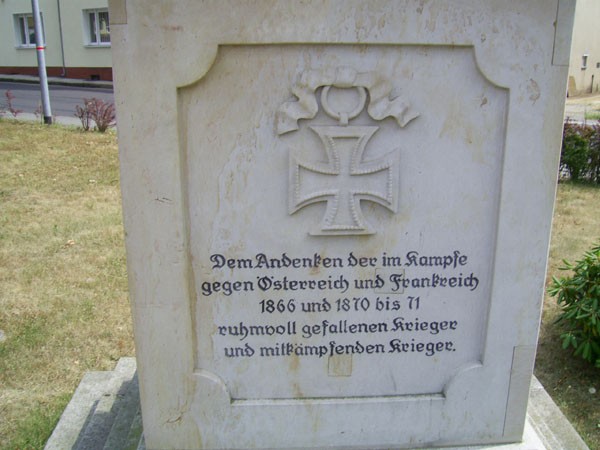 Dem Andenken der im Kampfe
gegen Österreich und Frankreich
1866 und 1870 bis 71
ruhmvoll gefallenen Krieger
und mitkämpfenden Krieger.